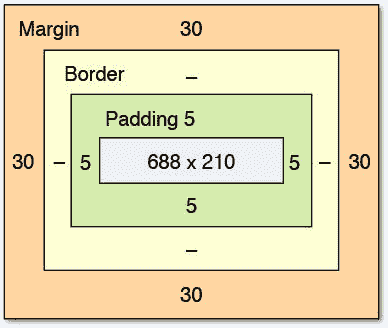 Margin 30
Border
–
Padding 5
30 – 5 688 x 210 5 – 30
5
–
30